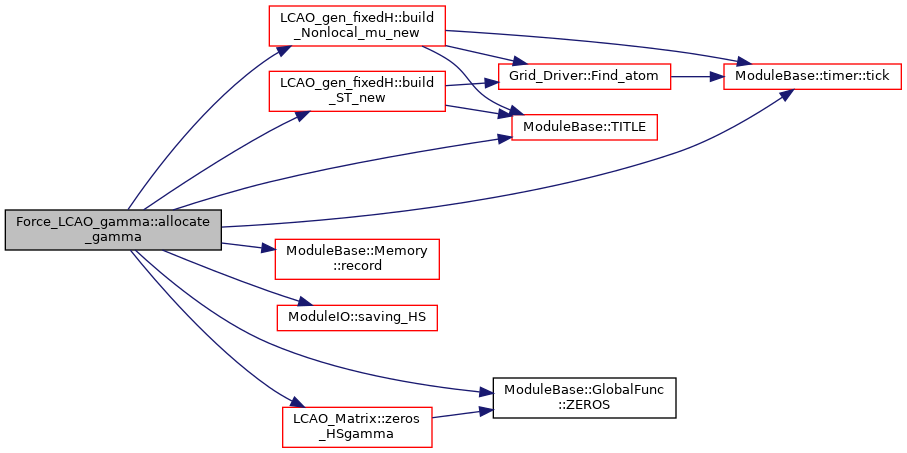 LCAO_gen_fixedH::build
_Nonlocal_mu_new
LCAO_gen_fixedH::build
_ST_new
Grid_Driver::Find_atom
ModuleBase::timer::tick
ModuleBase::TITLE
Force_LCAO_gamma::allocate
_gamma
ModuleBase::Memory
::record
ModuleIO::saving_HS
ModuleBase::GlobalFunc
::ZEROS
LCAO_Matrix::zeros
_HSgamma